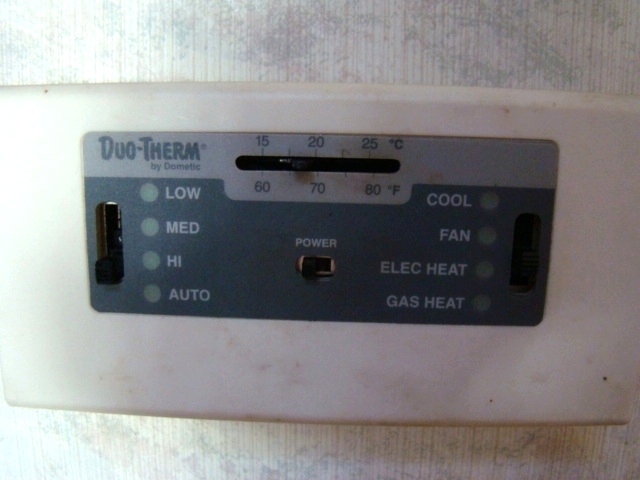 DUO-THERM®
by Dometic
15 20 25 °C
60 70 80 °F
LOW
MED
HI
AUTO
POWER
COOL
FAN
ELEC HEAT
GAS HEAT